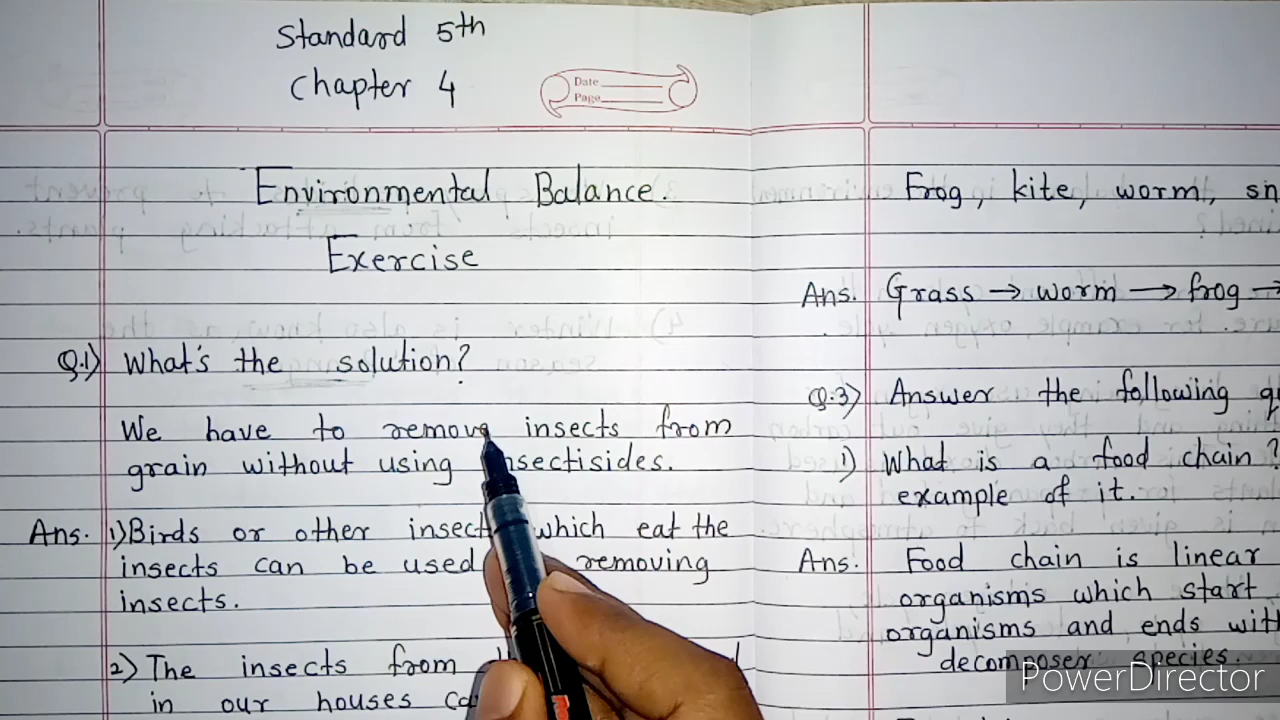 Standard 5th
Chapter 4
Date
Page
Environmental Balance.
Exercise
Q.1) What's the solution?
We have to remove insects from
grain without using insectisides.
Ans. 1) Birds or other insect which eat the
insects can be used removing
insects.
2) The insects from
in our houses
Frog, kite, worm,
Ans. Grass → worm → frog →
Q.3) Answer the following
1) What is a food chain?
example of it.
Ans. Food chain is linear
organisms which start
organisms and ends
decomposer species.
PowerDirector